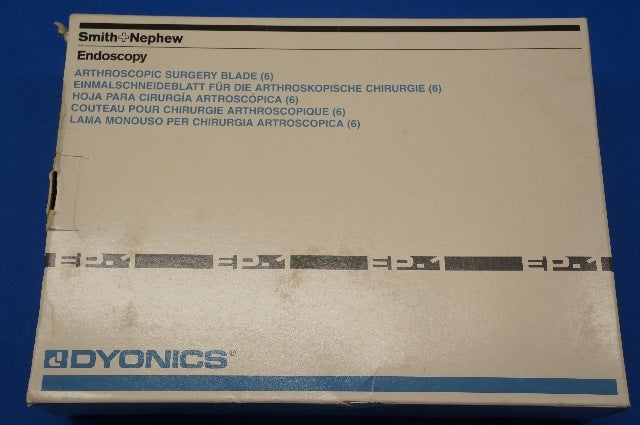 Smith+Nephew
Endoscopy
ARTHROSCOPIC SURGERY BLADE (6)
EINMALSCHNEIDEBLATT FÜR DIE ARTHROSKOPISCHE CHIRURGIE (6)
HOJA PARA CIRURGÍA ARTROSCÓPICA (6)
COUTEAU POUR CHIRURGIE ARTHROSCOPIQUE (6)
LAMA MONOUSO PER CHIRURGIA ARTROSCOPICA (6)
EP-1 EP-1 EP-1 EP-1
DYONICS®